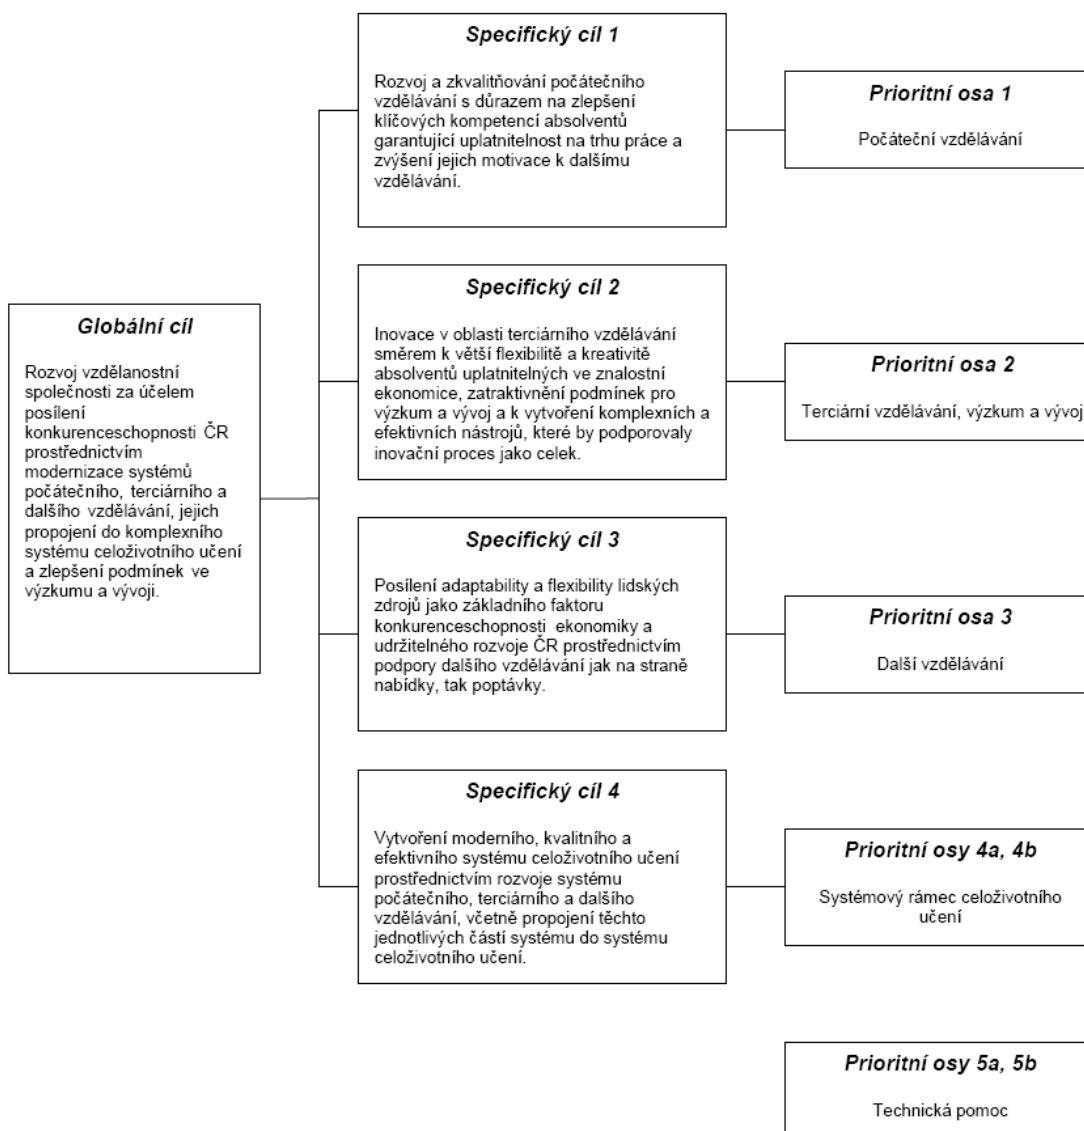 Globální cíl
Rozvoj vzdělanostní
společnosti za účelem
posílení
konkurenceschopnosti ČR
prostřednictvím
modernizace systémů
počátečního, terciárního a
dalšího vzdělávání, jejich
propojení do komplexního
systému celoživotního učení
a zlepšení podmínek ve
výzkumu a vývoji.
Specifický cíl 1
Rozvoj a zkvalitňování počátečního
vzdělávání s důrazem na zlepšení
klíčových kompetencí absolventů
garantující uplatnitelnost na trhu práce a
zvýšení jejich motivace k dalšímu
vzdělávání.
Prioritní osa 1
Počáteční vzdělávání
Specifický cíl 2
Inovace v oblasti terciárního vzdělávání
směrem k větší flexibilitě a kreativitě
absolventů uplatnitelných ve znalostní
ekonomice, zatraktivnění podmínek pro
výzkum a vývoj a k vytvoření komplexních a
efektivních nástrojů, které by podporovaly
inovační proces jako celek.
Prioritní osa 2
Terciární vzdělávání, výzkum a vývoj
Specifický cíl 3
Posílení adaptability a flexibility lidských
zdrojů jako základního faktoru
konkurenceschopnosti ekonomiky a
udržitelného rozvoje ČR prostřednictvím
podpory dalšího vzdělávání jak na straně
nabídky, tak poptávky.
Prioritní osa 3
Další vzdělávání
Specifický cíl 4
Vytvoření moderního, kvalitního a
efektivního systému celoživotního učení
prostřednictvím rozvoje systému
počátečního, terciárního a dalšího
vzdělávání, včetně propojení těchto
jednotlivých částí systému do systému
celoživotního učení.
Prioritní osy 4a, 4b
Systémový rámec celoživotního
učení
Prioritní osy 5a, 5b
Technická pomoc